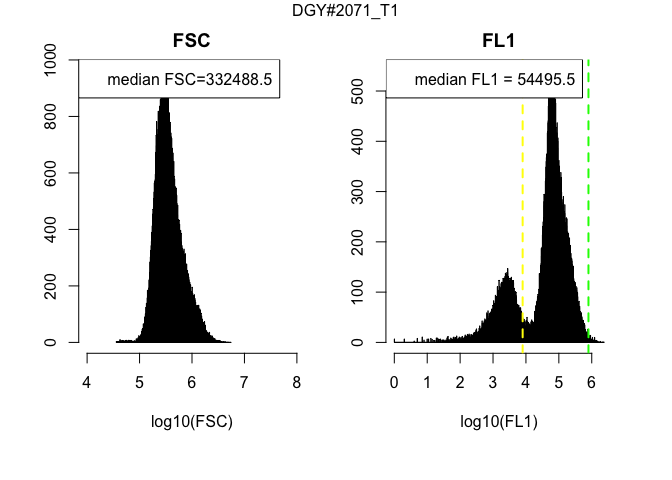 DGY#2071_T1
FSC
median FSC=332488.5
1000
800
600
400
200
0
4 5 6 7 8
log10(FSC)
FL1
median FL1 = 54495.5
500
400
300
200
100
0
0 1 2 3 4 5 6
log10(FL1)